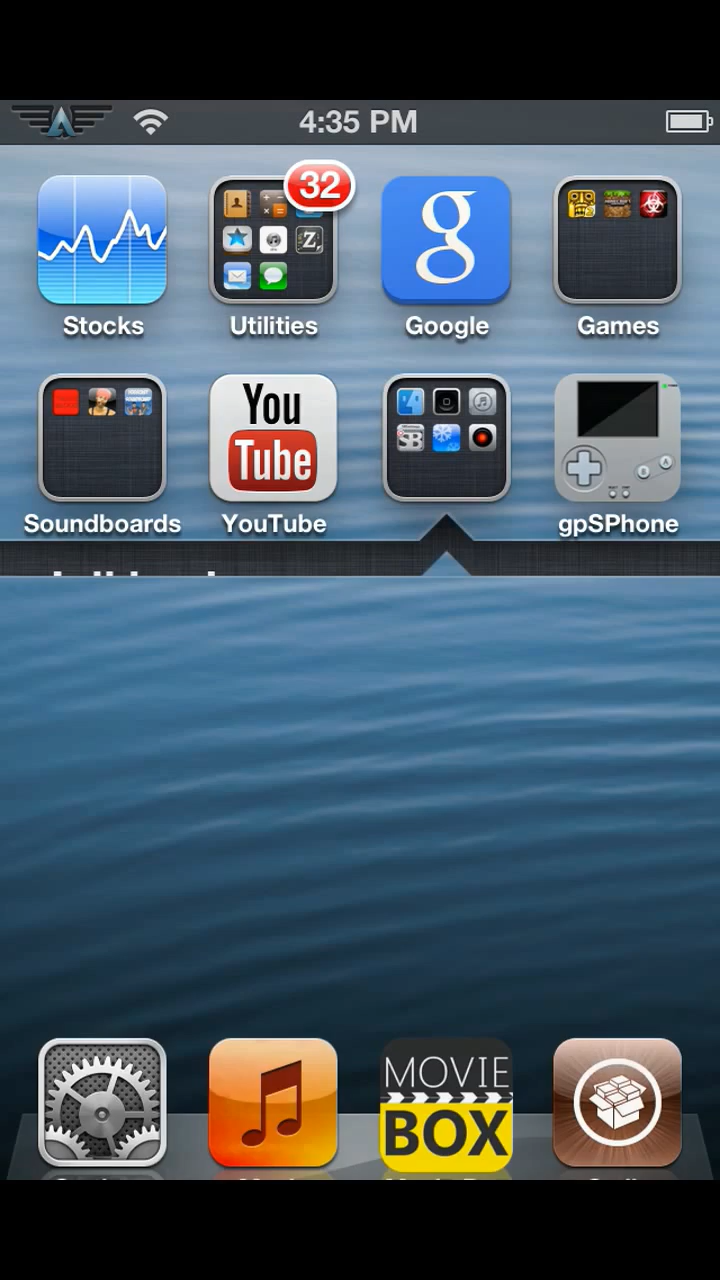 4:35 PM
32
Stocks
Utilities
Google
Games
You
Tube
Soundboards
YouTube
gpSPhone
MOVIE
BOX